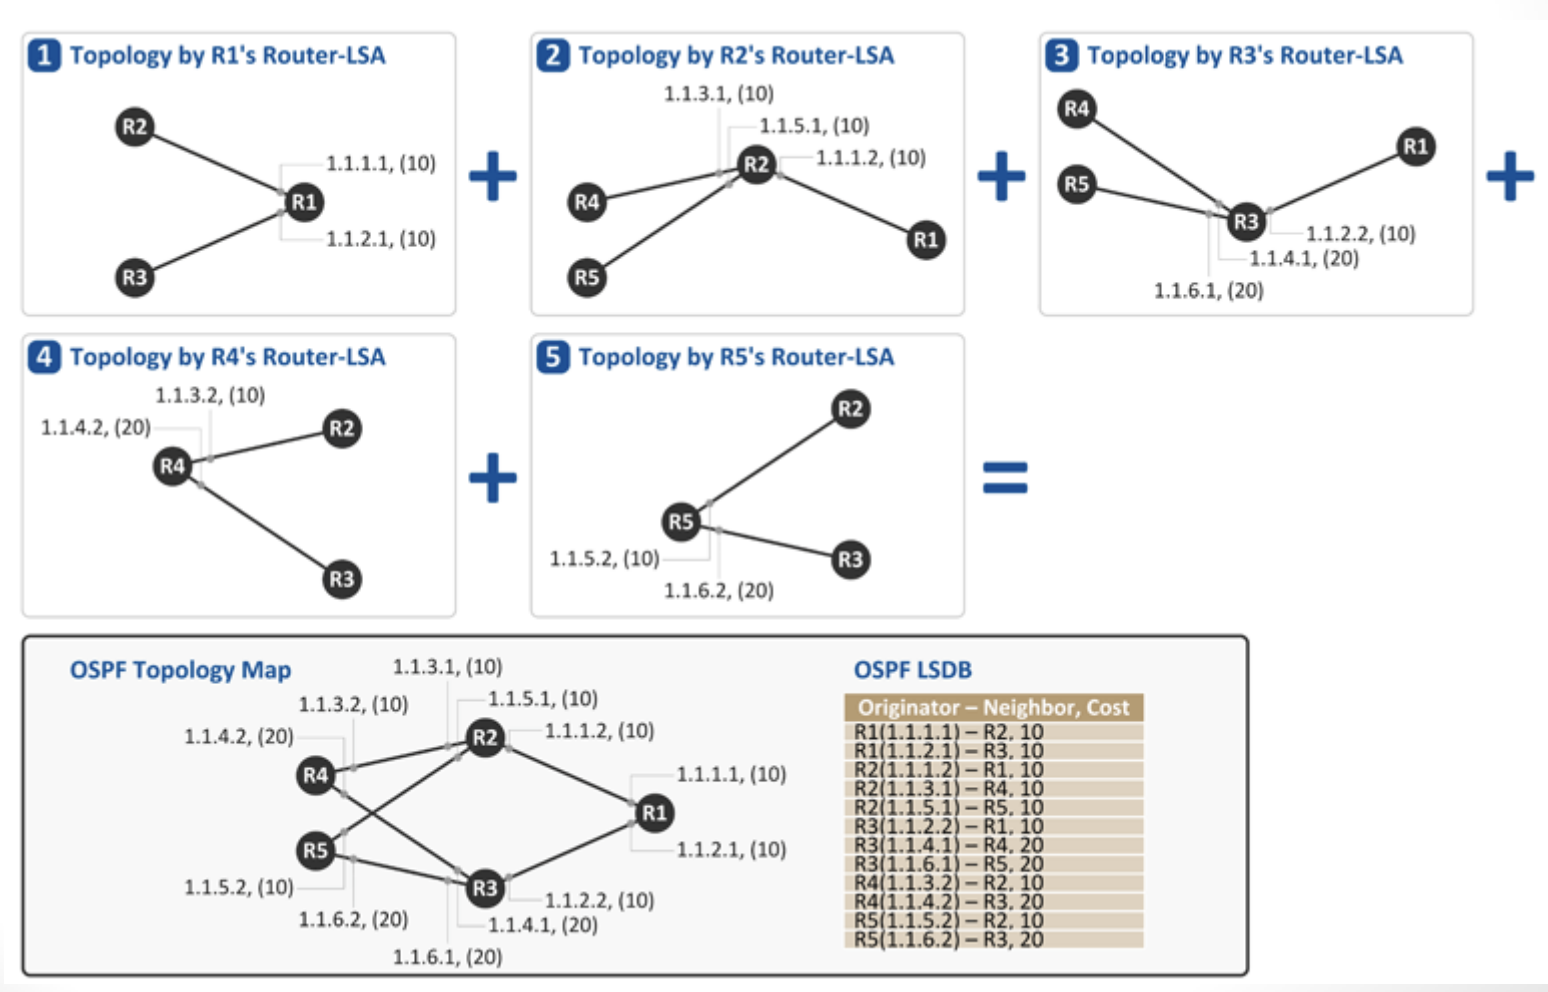 1 Topology by R1's Router-LSA
R2
1.1.1.1, (10)
R1
1.1.2.1, (10)
R3
+
2 Topology by R2's Router-LSA
1.1.3.1, (10)
1.1.5.1, (10)
R2
1.1.1.2, (10)
R4
R1
R5
+
3 Topology by R3's Router-LSA
R4
R1
R5
R3
1.1.2.2, (10)
1.1.4.1, (20)
1.1.6.1, (20)
+
4 Topology by R4's Router-LSA
1.1.3.2, (10)
1.1.4.2, (20)
R2
R4
R3
+
5 Topology by R5's Router-LSA
R2
R5
1.1.5.2, (10)
R3
1.1.6.2, (20)
=
OSPF Topology Map
1.1.3.1, (10)
1.1.5.1, (10)
1.1.3.2, (10)
1.1.4.2, (20)
R2
1.1.1.2, (10)
R4
1.1.1.1, (10)
R1
R5
1.1.2.1, (10)
1.1.5.2, (10)
R3
1.1.2.2, (10)
1.1.6.2, (20)
1.1.4.1, (20)
1.1.6.1, (20)
OSPF LSDB
Originator – Neighbor, Cost
R1(1.1.1.1) – R2, 10
R1(1.1.2.1) – R3, 10
R2(1.1.1.2) – R1, 10
R2(1.1.3.1) – R4, 10
R2(1.1.5.1) – R5, 10
R3(1.1.2.2) – R1, 10
R3(1.1.4.1) – R4, 20
R3(1.1.6.1) – R5, 20
R4(1.1.3.2) – R2, 10
R4(1.1.4.2) – R3, 20
R5(1.1.5.2) – R2, 10
R5(1.1.6.2) – R3, 20